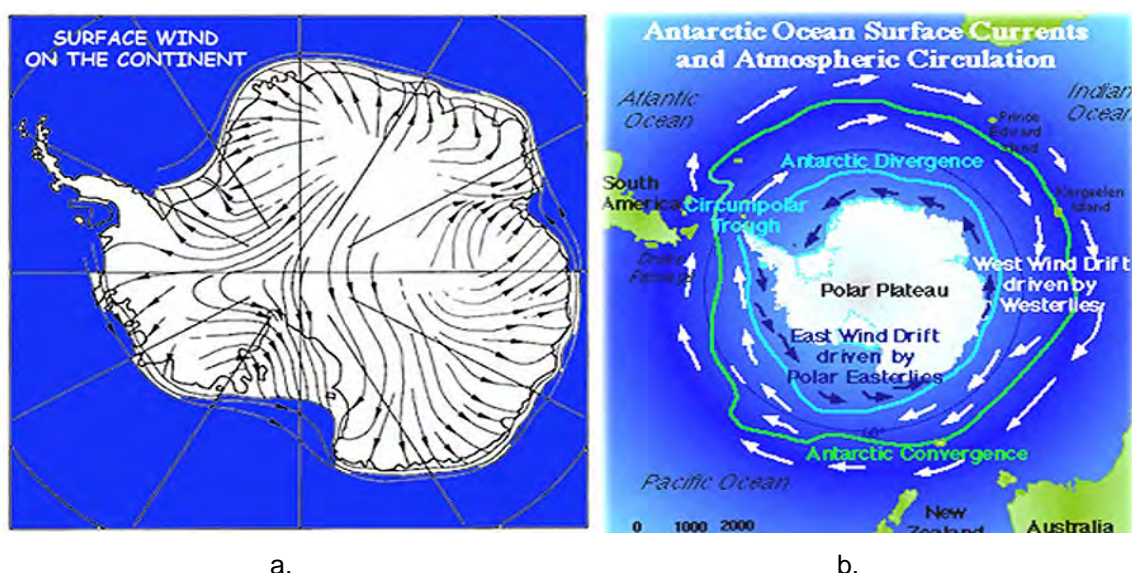 SURFACE WIND
ON THE CONTINENT
a.
Antarctic Ocean Surface Currents
and Atmospheric Circulation
Atlantic
Ocean
Indian
Ocean
Prince
Edward
Island
Antarctic Divergence
South
America
Circumpolar
Trough
Kerguelen
Island
Drake
Passage
West Wind Drift
driven by
Westerlies
Polar Plateau
East Wind Drift
driven by
Polar Easterlies
60°
Antarctic Convergence
Pacific Ocean
0 1000 2000
New
Zealand
Australia
b.